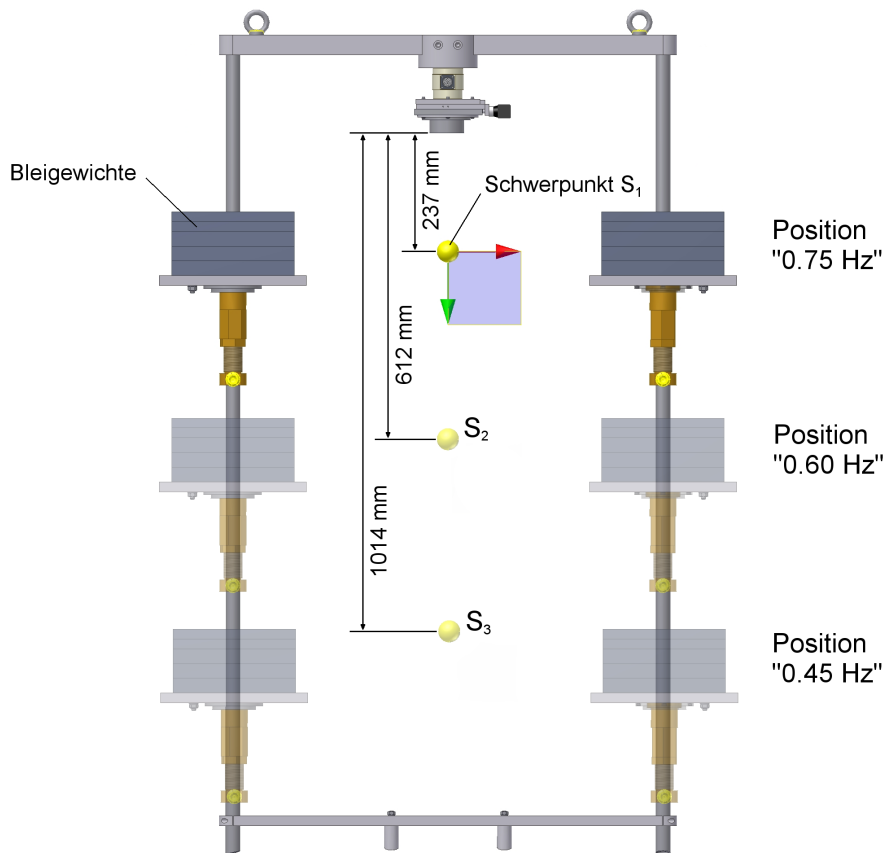 Bleigewichte
237 mm
Schwerpunkt S1
Position
"0.75 Hz"
612 mm
S2
Position
"0.60 Hz"
1014 mm
S3
Position
"0.45 Hz"